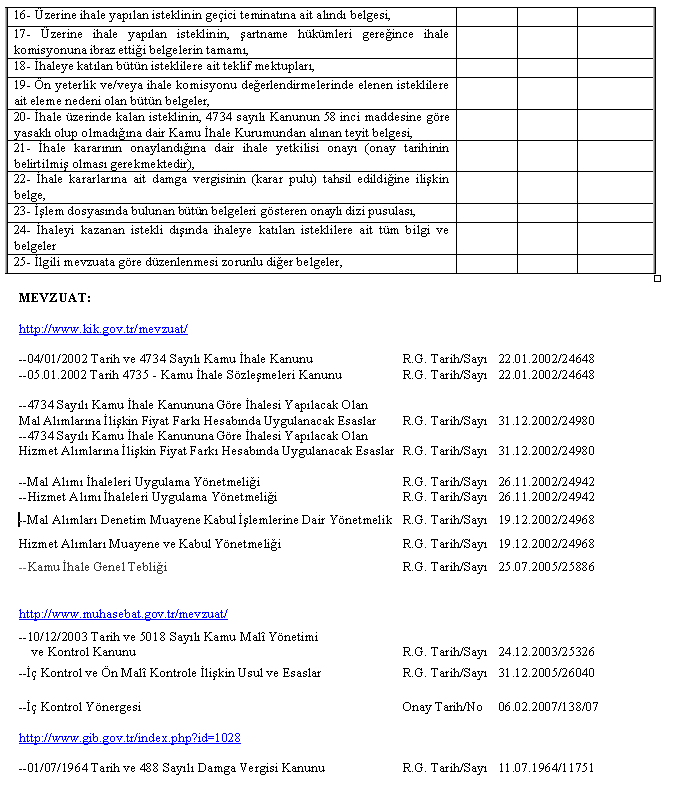 16- Üzerine ihale yapılan isteklinin geçici teminatına ait alındı belgesi,
17- Üzerine ihale yapılan isteklinin, şartname hükümleri gereğince ihale
komisyonuna ibraz ettiği belgelerin tamamı,
18- İhaleye katılan bütün isteklilere ait teklif mektupları,
19- Ön yeterlik ve/veya ihale komisyonu değerlendirmelerinde elenen isteklilere
ait eleme nedeni olan bütün belgeler,
20- İhale üzerinde kalan isteklinin, 4734 sayılı Kanunun 58 inci maddesine göre
yasaklı olup olmadığına dair Kamu İhale Kurumundan alınan teyit belgesi,
21- İhale kararının onaylandığına dair ihale yetkilisi onayı (onay tarihinin
belirtilmiş olması gerekmektedir),
22- İhale kararlarına ait damga vergisinin (karar pulu) tahsil edildiğine ilişkin
belge,
23- İşlem dosyasında bulunan bütün belgeleri gösteren onaylı dizi pusulası,
24- İhaleyi kazanan istekli dışında ihaleye katılan isteklilere ait tüm bilgi ve
belgeler
25- İlgili mevzuata göre düzenlenmesi zorunlu diğer belgeler,
MEVZUAT:
http://www.kik.gov.tr/mevzuat/
--04/01/2002 Tarih ve 4734 Sayılı Kamu İhale Kanunu R.G. Tarih/Sayı 22.01.2002/24648
--05.01.2002 Tarih 4735 - Kamu İhale Sözleşmeleri Kanunu R.G. Tarih/Sayı 22.01.2002/24648
--4734 Sayılı Kamu İhale Kanununa Göre İhalesi Yapılacak Olan
Mal Alımlarına İlişkin Fiyat Farkı Hesabında Uygulanacak Esaslar R.G. Tarih/Sayı 31.12.2002/24980
--4734 Sayılı Kamu İhale Kanununa Göre İhalesi Yapılacak Olan
Hizmet Alımlarına İlişkin Fiyat Farkı Hesabında Uygulanacak Esaslar R.G. Tarih/Sayı 31.12.2002/24980
--Mal Alımı İhaleleri Uygulama Yönetmeliği R.G. Tarih/Sayı 26.11.2002/24942
--Hizmet Alımı İhaleleri Uygulama Yönetmeliği R.G. Tarih/Sayı 26.11.2002/24942
--Mal Alımları Denetim Muayene Kabul İşlemlerine Dair Yönetmelik R.G. Tarih/Sayı 19.12.2002/24968
Hizmet Alımları Muayene ve Kabul Yönetmeliği R.G. Tarih/Sayı 19.12.2002/24968
--Kamu İhale Genel Tebliği R.G. Tarih/Sayı 25.07.2005/25886
http://www.muhasebat.gov.tr/mevzuat/
--10/12/2003 Tarih ve 5018 Sayılı Kamu Malî Yönetimi
ve Kontrol Kanunu R.G. Tarih/Sayı 24.12.2003/25326
--İç Kontrol ve Ön Malî Kontrole İlişkin Usul ve Esaslar R.G. Tarih/Sayı 31.12.2005/26040
--İç Kontrol Yönergesi Onay Tarih/No 06.02.2007/138/07
http://www.gib.gov.tr/index.php?id=1028
--01/07/1964 Tarih ve 488 Sayılı Damga Vergisi Kanunu R.G. Tarih/Sayı 11.07.1964/11751